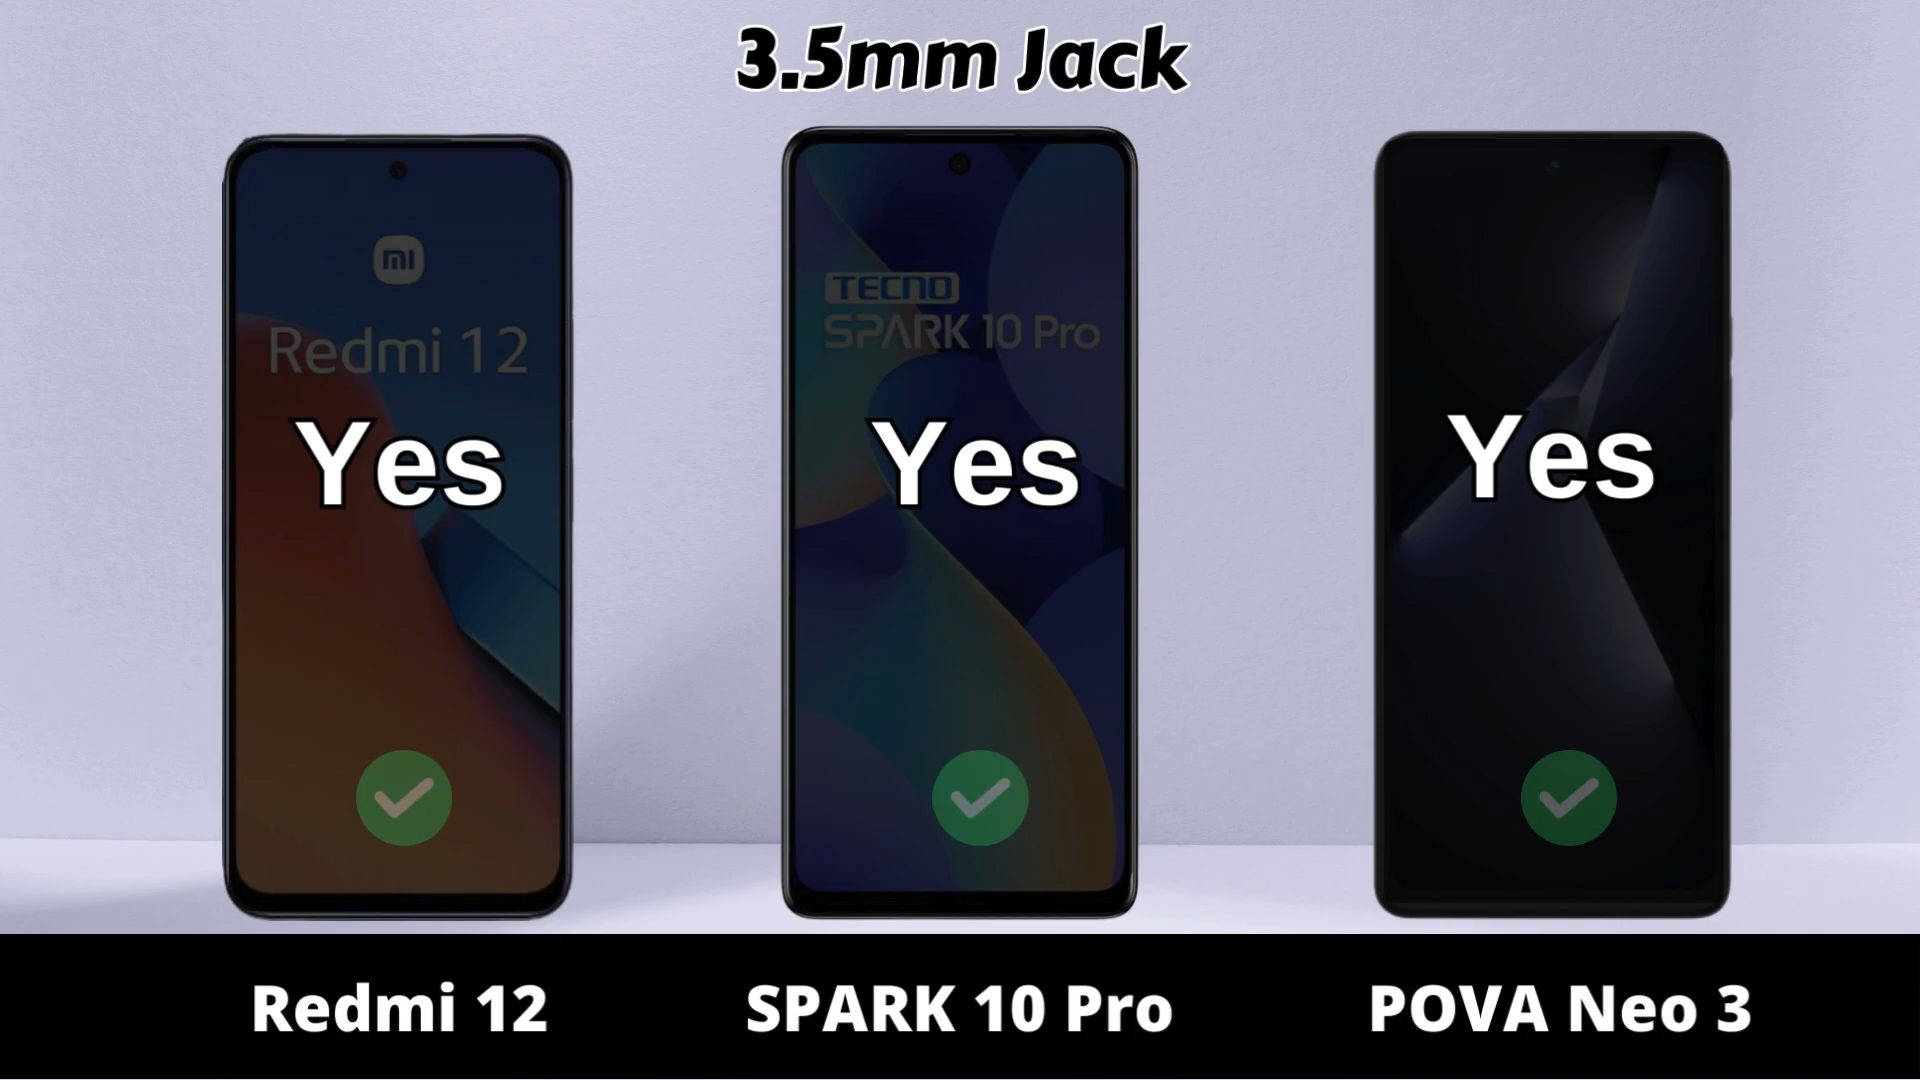 3.5mm Jack
mi
Redmi 12
Yes
TECNO
SPARK 10 Pro
Yes
Yes
Redmi 12
SPARK 10 Pro
POVA Neo 3